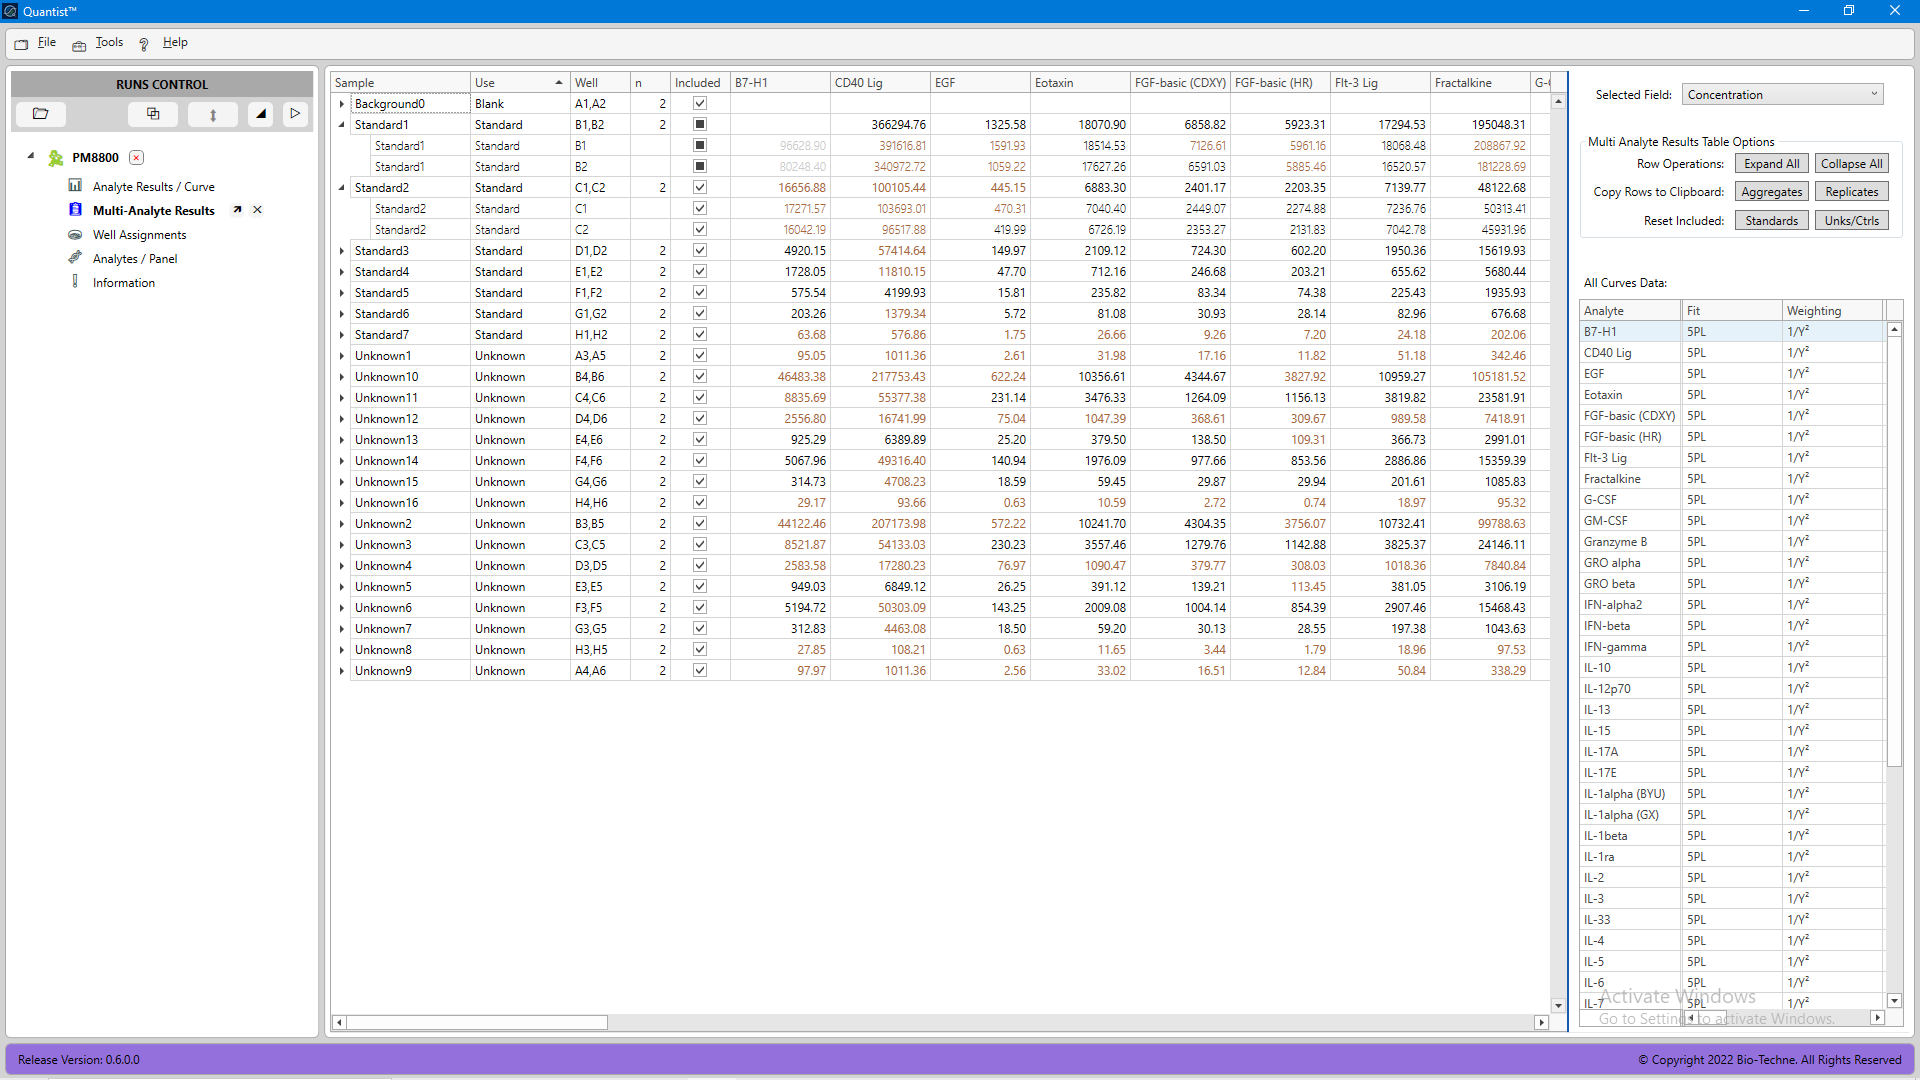 Quantist™
File Tools Help
RUNS CONTROL
PM8800
Analyte Results / Curve
Multi-Analyte Results
Well Assignments
Analytes / Panel
Information
Sample Use Well n Included B7-H1 CD40 Lig EGF Eotaxin FGF-basic (CDXY) FGF-basic (HR) Flt-3 Lig Fractalkine G-
Background0 Blank A1,A2 2
Standard1 Standard B1,B2 2 366294.76 1325.58 18070.90 6858.82 5923.31 17294.53 195048.31
Standard1 Standard B1 96628.90 391616.81 1591.93 18514.53 7126.61 5961.16 18068.48 208867.92
Standard1 Standard B2 80248.40 340972.72 1059.22 17627.26 6591.03 5885.46 16520.57 181228.69
Standard2 Standard C1,C2 2 16656.88 100105.44 445.15 6883.30 2401.17 2203.35 7139.77 48122.68
Standard2 Standard C1 17271.57 103693.01 470.31 7040.40 2449.07 2274.88 7236.76 50313.41
Standard2 Standard C2 16042.19 96517.88 419.99 6726.19 2353.27 2131.83 7042.78 45931.96
Standard3 Standard D1,D2 2 4920.15 57414.64 149.97 2109.12 724.30 602.20 1950.36 15619.93
Standard4 Standard E1,E2 2 1728.05 11810.15 47.70 712.16 246.68 203.21 655.62 5680.44
Standard5 Standard F1,F2 2 575.54 4199.93 15.81 235.82 83.34 74.38 225.43 1935.93
Standard6 Standard G1,G2 2 203.26 1379.34 5.72 81.08 30.93 28.14 82.96 676.68
Standard7 Standard H1,H2 2 63.68 576.86 1.75 26.66 9.26 7.20 24.18 202.06
Unknown1 Unknown A3,A5 2 95.05 1011.36 2.61 31.98 17.16 11.82 51.18 342.46
Unknown10 Unknown B4,B6 2 46483.38 217753.43 622.24 10356.61 4344.67 3827.92 10959.27 105181.52
Unknown11 Unknown C4,C6 2 8835.69 55377.38 231.14 3476.33 1264.09 1156.13 3819.82 23581.91
Unknown12 Unknown D4,D6 2 2556.80 16741.99 75.04 1047.39 368.61 309.67 989.58 7418.91
Unknown13 Unknown E4,E6 2 925.29 6389.89 25.20 379.50 138.50 109.31 366.73 2991.01
Unknown14 Unknown F4,F6 2 5067.96 49316.40 140.94 1976.09 977.66 853.56 2886.86 15359.39
Unknown15 Unknown G4,G6 2 314.73 4708.23 18.59 59.45 29.87 29.94 201.61 1085.83
Unknown16 Unknown H4,H6 2 29.17 93.66 0.63 10.59 2.72 0.74 18.97 95.32
Unknown2 Unknown B3,B5 2 44122.46 207173.98 572.22 10241.70 4304.35 3756.07 10732.41 99788.63
Unknown3 Unknown C3,C5 2 8521.87 54133.03 230.23 3557.46 1279.76 1142.88 3825.37 24146.11
Unknown4 Unknown D3,D5 2 2583.58 17280.23 76.97 1090.47 379.77 308.03 1018.36 7840.84
Unknown5 Unknown E3,E5 2 949.03 6849.12 26.25 391.12 139.21 113.45 381.05 3106.19
Unknown6 Unknown F3,F5 2 5194.72 50303.09 143.25 2009.08 1004.14 854.39 2907.46 15468.43
Unknown7 Unknown G3,G5 2 312.83 4463.08 18.50 59.20 30.13 28.55 197.38 1043.63
Unknown8 Unknown H3,H5 2 27.85 108.21 0.63 11.65 3.44 1.79 18.96 97.53
Unknown9 Unknown A4,A6 2 97.97 1011.36 2.56 33.02 16.51 12.84 50.84 338.29
Selected Field: Concentration
Multi Analyte Results Table Options
Row Operations: Expand All Collapse All
Copy Rows to Clipboard: Aggregates Replicates
Reset Included: Standards Unks/Ctrls
All Curves Data:
Analyte Fit Weighting
B7-H1 5PL 1/Y²
CD40 Lig 5PL 1/Y²
EGF 5PL 1/Y²
Eotaxin 5PL 1/Y²
FGF-basic (CDXY) 5PL 1/Y²
FGF-basic (HR) 5PL 1/Y²
Flt-3 Lig 5PL 1/Y²
Fractalkine 5PL 1/Y²
G-CSF 5PL 1/Y²
GM-CSF 5PL 1/Y²
Granzyme B 5PL 1/Y²
GRO alpha 5PL 1/Y²
GRO beta 5PL 1/Y²
IFN-alpha2 5PL 1/Y²
IFN-beta 5PL 1/Y²
IFN-gamma 5PL 1/Y²
IL-10 5PL 1/Y²
IL-12p70 5PL 1/Y²
IL-13 5PL 1/Y²
IL-15 5PL 1/Y²
IL-17A 5PL 1/Y²
IL-17E 5PL 1/Y²
IL-1alpha (BYU) 5PL 1/Y²
IL-1alpha (GX) 5PL 1/Y²
IL-1beta 5PL 1/Y²
IL-1ra 5PL 1/Y²
IL-2 5PL 1/Y²
IL-3 5PL 1/Y²
IL-33 5PL 1/Y²
IL-4 5PL 1/Y²
IL-5 5PL 1/Y²
IL-6 5PL 1/Y²
IL-7 5PL 1/Y²
Activate Windows
Go to Settings to activate Windows.
Release Version: 0.6.0.0
© Copyright 2022 Bio-Techne. All Rights Reserved